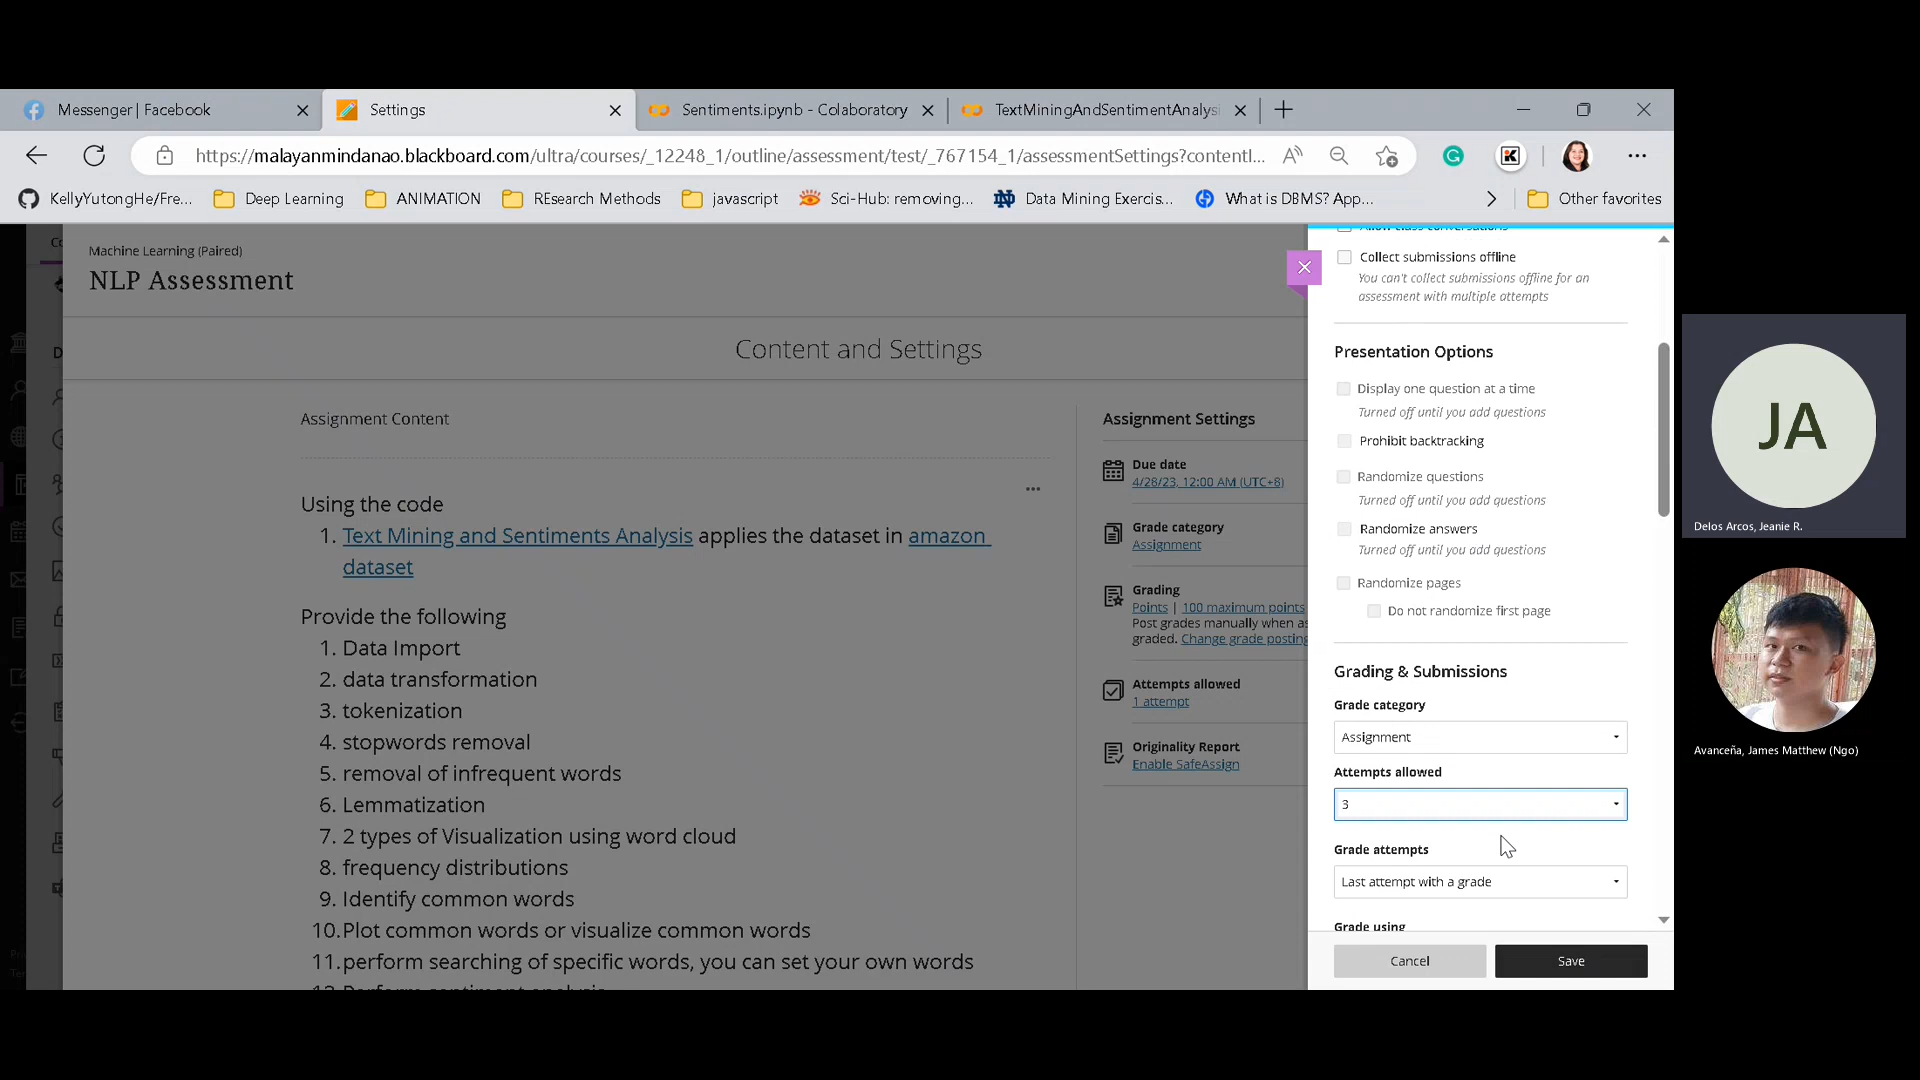 Messenger | Facebook
Settings
Sentiments.ipynb - Colaboratory
TextMiningAndSentimentAnalysi
https://malayanmindanao.blackboard.com/ultra/courses/_12248_1/outline/assessment/test/_767154_1/assessmentSettings?contentI...
KellyYutongHe/Fre...
Deep Learning
ANIMATION
REsearch Methods
javascript
Sci-Hub: removing...
Data Mining Exercis...
What is DBMS? App...
Other favorites
Machine Learning (Paired)
NLP Assessment
Content and Settings
Assignment Content
Using the code
1. Text Mining and Sentiments Analysis applies the dataset in amazon
dataset
Provide the following
1. Data Import
2. data transformation
3. tokenization
4. stopwords removal
5. removal of infrequent words
6. Lemmatization
7. 2 types of Visualization using word cloud
8. frequency distributions
9. Identify common words
10.Plot common words or visualize common words
11.perform searching of specific words, you can set your own words
12.Perform sentiment analysis
Assignment Settings
Due date
4/28/23, 12:00 AM (UTC+8)
Grade category
Assignment
Grading
Points | 100 maximum points
Post grades manually when as
graded. Change grade posting
Attempts allowed
1 attempt
Originality Report
Enable SafeAssign
Allow class conversations
Collect submissions offline
You can't collect submissions offline for an
assessment with multiple attempts
Presentation Options
Display one question at a time
Turned off until you add questions
Prohibit backtracking
Randomize questions
Turned off until you add questions
Randomize answers
Turned off until you add questions
Randomize pages
Do not randomize first page
Grading & Submissions
Grade category
Assignment
Attempts allowed
3
Grade attempts
Last attempt with a grade
Grade using
Cancel
Save
JA
Delos Arcos, Jeanie R.
Avanceña, James Matthew (Ngo)